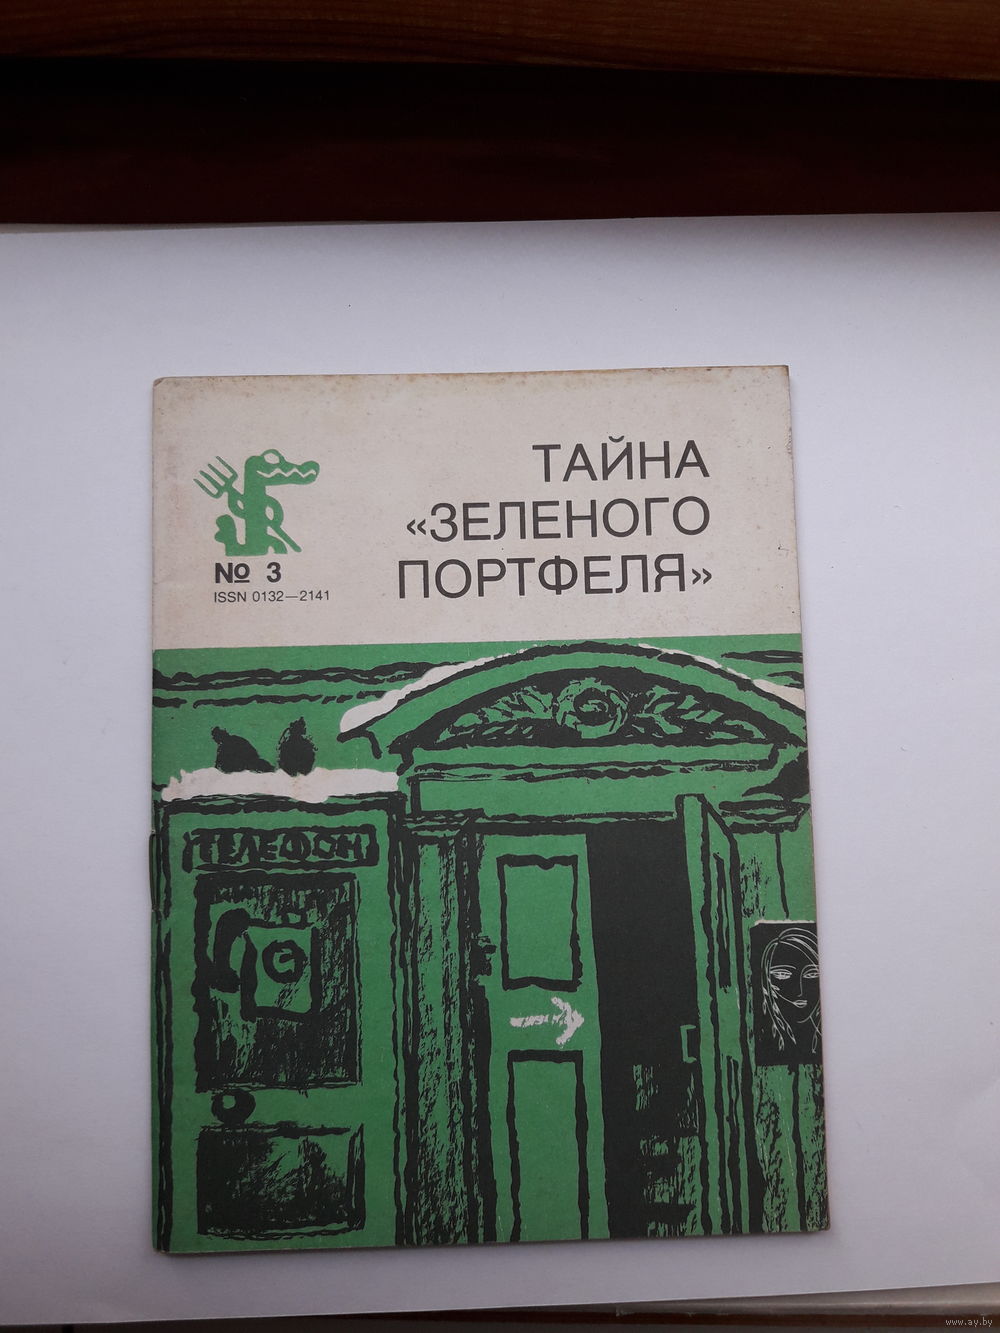 ТАЙНА
«ЗЕЛЕНОГО
ПОРТФЕЛЯ»
№ 3
ISSN 0132—2141
ТЕЛЕФОН
www.ay.by